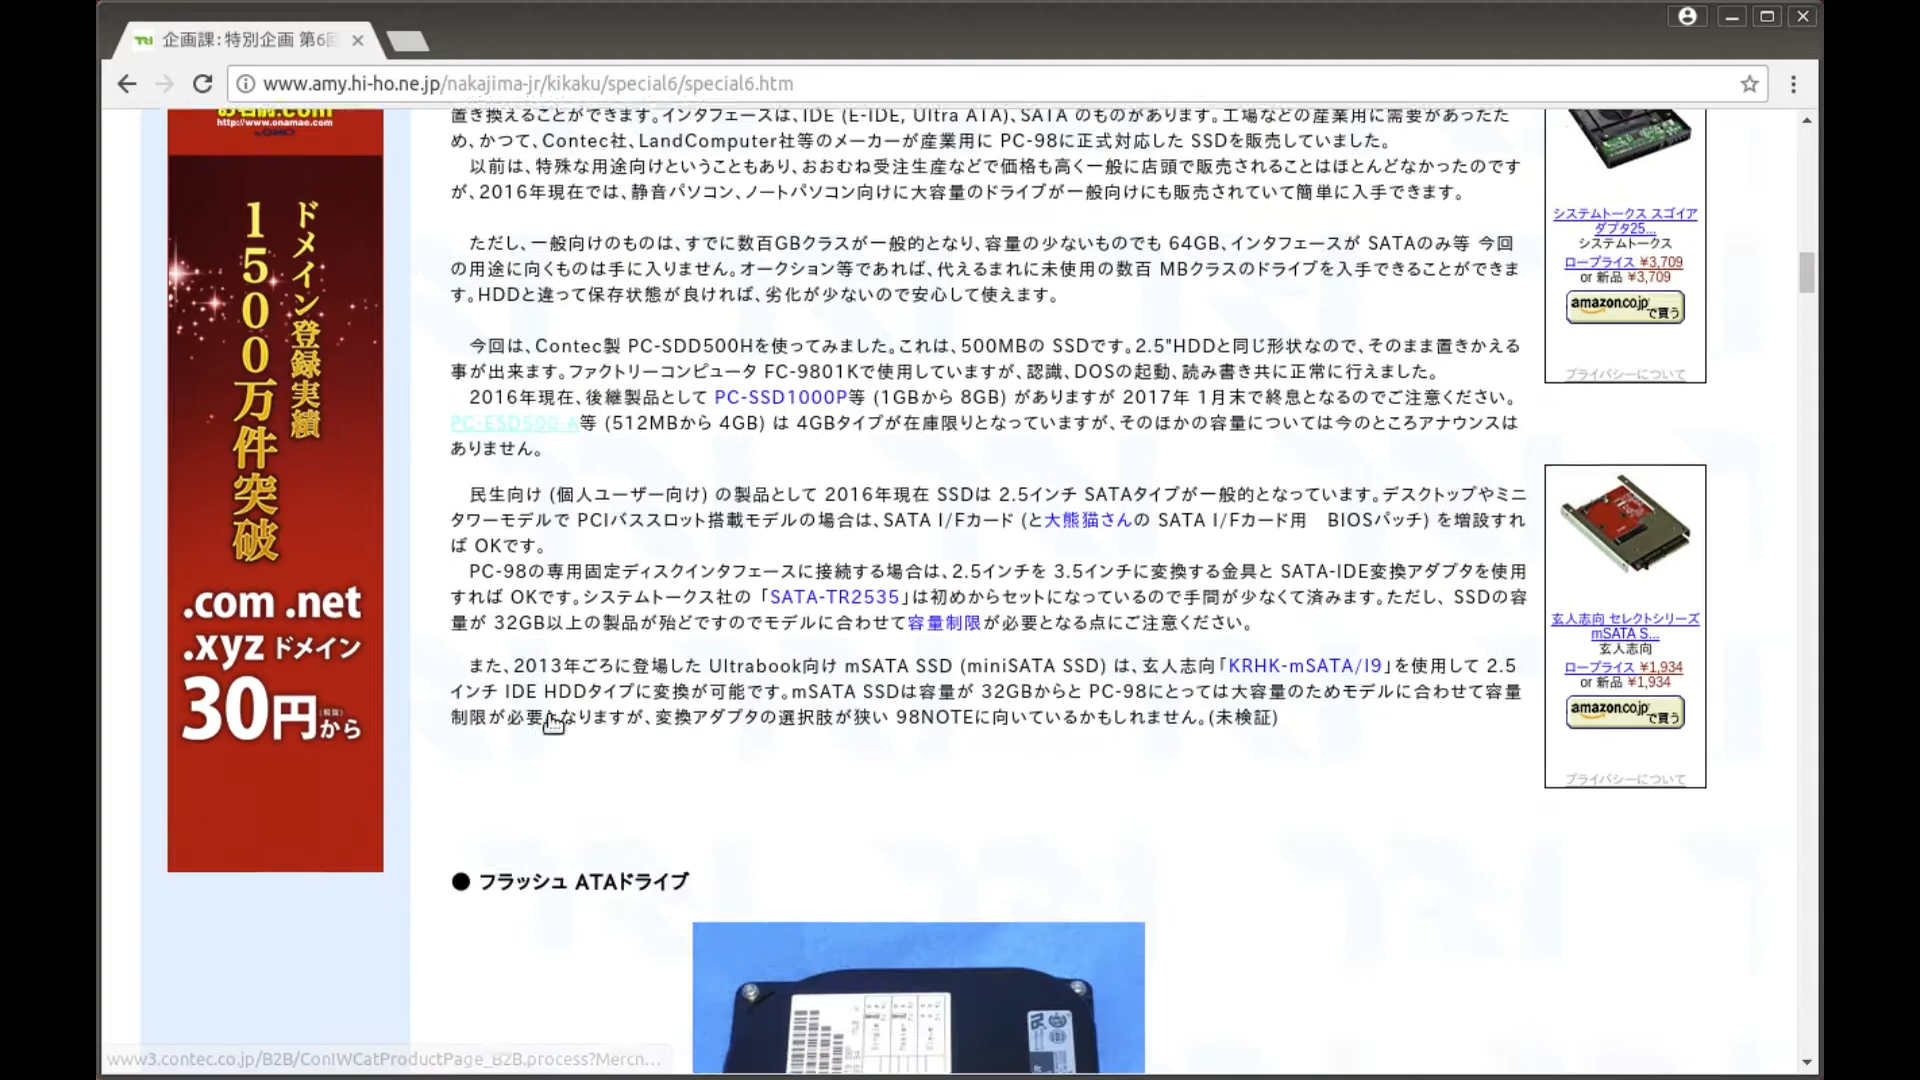 企画課：特別企画 第6回
www.amy.hi-ho.ne.jp/nakajima-jr/kikaku/special6/special6.htm
お名前.com
http://www.onamae.com
by GMO
ドメイン登録実績
1500万件突破
.com .net
.xyz ドメイン
30円(税抜)から
置き換えることができます。インタフェースは、IDE (E-IDE, Ultra ATA)、SATA のものがあります。工場などの産業用に需要があったた
め、かつて、Contec社、LandComputer社等のメーカーが産業用に PC-98に正式対応した SSDを販売していました。
以前は、特殊な用途向けということもあり、おおむね受注生産などで価格も高く一般に店頭で販売されることはほとんどなかったのです
が、2016年現在では、静音パソコン、ノートパソコン向けに大容量のドライブが一般向けにも販売されていて簡単に入手できます。
ただし、一般向けのものは、すでに数百GBクラスが一般的となり、容量の少ないものでも 64GB、インタフェースが SATAのみ等 今回
の用途に向くものは手に入りません。オークション等であれば、代えるまれに未使用の数百 MBクラスのドライブを入手できることができま
す。HDDと違って保存状態が良ければ、劣化が少ないので安心して使えます。
今回は、Contec製 PC-SDD500Hを使ってみました。これは、500MBの SSDです。2.5"HDDと同じ形状なので、そのまま置きかえる
事が出来ます。ファクトリーコンピュータ FC-9801Kで使用していますが、認識、DOSの起動、読み書き共に正常に行えました。
2016年現在、後継製品として PC-SSD1000P等 (1GBから 8GB) がありますが 2017年 1月末で終息となるのでご注意ください。
PC-ESD500-A等 (512MBから 4GB) は 4GBタイプが在庫限りとなっていますが、そのほかの容量については今のところアナウンスは
ありません。
民生向け (個人ユーザー向け) の製品として 2016年現在 SSDは 2.5インチ SATAタイプが一般的となっています。デスクトップやミニ
タワーモデルで PCIバススロット搭載モデルの場合は、SATA I/Fカード (と大熊猫さんの SATA I/Fカード用　BIOSパッチ) を増設すれ
ば OKです。
PC-98の専用固定ディスクインタフェースに接続する場合は、2.5インチを 3.5インチに変換する金具と SATA-IDE変換アダプタを使用
すれば OKです。システムトークス社の 「SATA-TR2535」は初めからセットになっているので手間が少なくて済みます。ただし、 SSDの容
量が 32GB以上の製品が殆どですのでモデルに合わせて容量制限が必要となる点にご注意ください。
また、2013年ごろに登場した Ultrabook向け mSATA SSD (miniSATA SSD) は、玄人志向「KRHK-mSATA/I9」を使用して 2.5
インチ IDE HDDタイプに変換が可能です。mSATA SSDは容量が 32GBからと PC-98にとっては大容量のためモデルに合わせて容量
制限が必要となりますが、変換アダプタの選択肢が狭い 98NOTEに向いているかもしれません。(未検証)
● フラッシュ ATAドライブ
システムトークス スゴイア
ダプタ25...
システムトークス
ロープライス ¥3,709
or 新品 ¥3,709
amazon.co.jp
で買う
プライバシーについて
玄人志向 セレクトシリーズ
mSATA S...
玄人志向
ロープライス ¥1,934
or 新品 ¥1,934
amazon.co.jp
で買う
プライバシーについて
www3.contec.co.jp/B2B/ConIWCatProductPage_B2B.process?Mercn...